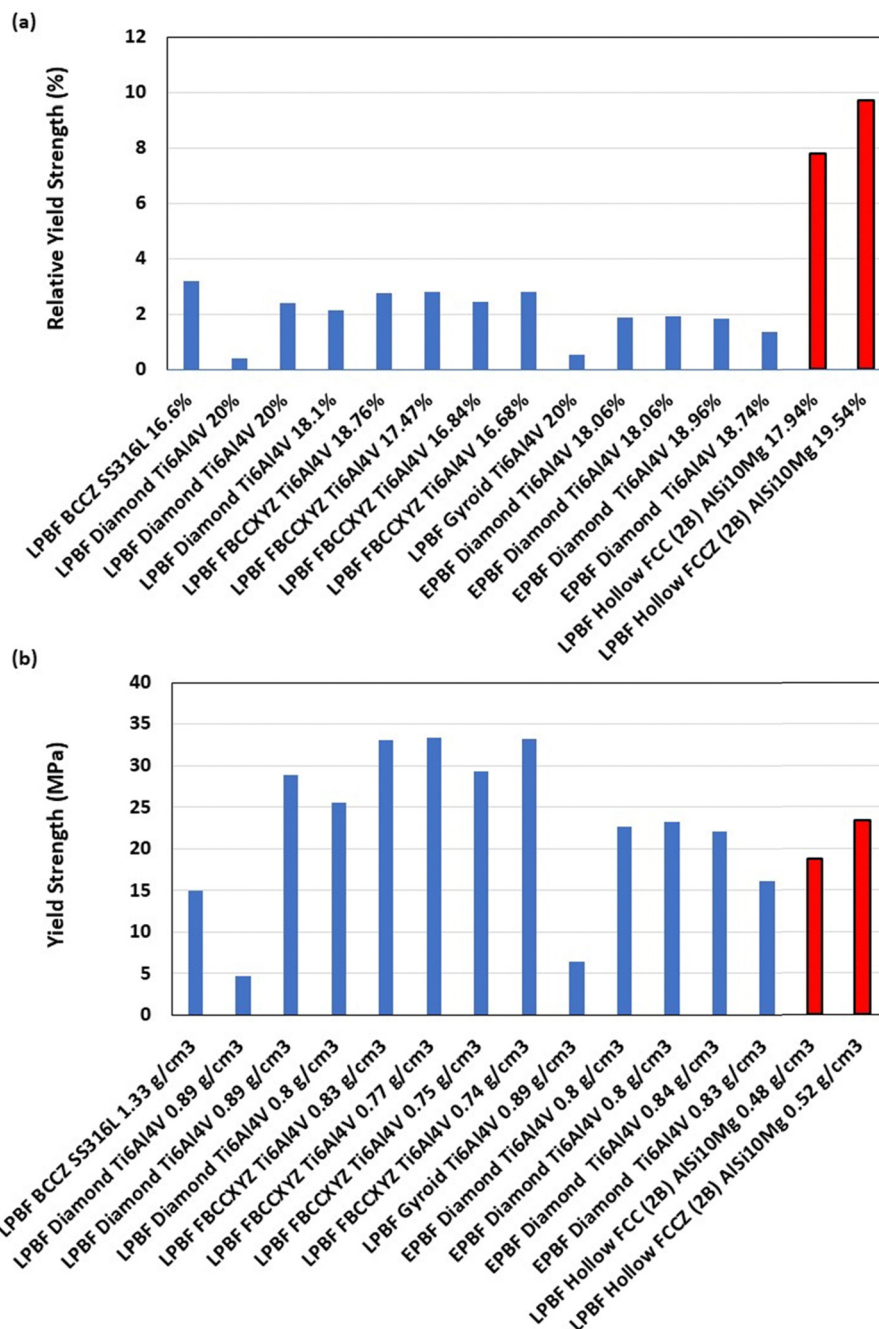 (a)
Relative Yield Strength (%)
12
10
8
6
4
2
0
LPBF BCCZ SS316L 16.6%
LPBF Diamond Ti6Al4V 20%
LPBF Diamond Ti6Al4V 20%
LPBF Diamond Ti6Al4V 18.1%
LPBF FBCCXYZ Ti6Al4V 18.76%
LPBF FBCCXYZ Ti6Al4V 17.47%
LPBF FBCCXYZ Ti6Al4V 16.84%
LPBF FBCCXYZ Ti6Al4V 16.68%
LPBF Gyroid Ti6Al4V 20%
EPBF Diamond Ti6Al4V 18.06%
EPBF Diamond Ti6Al4V 18.06%
EPBF Diamond Ti6Al4V 18.96%
EPBF Diamond Ti6Al4V 18.74%
LPBF Hollow FCC (2B) AlSi10Mg 17.94%
LPBF Hollow FCCZ (2B) AlSi10Mg 19.54%
(b)
Yield Strength (MPa)
40
35
30
25
20
15
10
5
0
LPBF BCCZ SS316L 1.33 g/cm3
LPBF Diamond Ti6Al4V 0.89 g/cm3
LPBF Diamond Ti6Al4V 0.89 g/cm3
LPBF Diamond Ti6Al4V 0.8 g/cm3
LPBF FBCCXYZ Ti6Al4V 0.83 g/cm3
LPBF FBCCXYZ Ti6Al4V 0.77 g/cm3
LPBF FBCCXYZ Ti6Al4V 0.75 g/cm3
LPBF FBCCXYZ Ti6Al4V 0.74 g/cm3
LPBF Gyroid Ti6Al4V 0.89 g/cm3
EPBF Diamond Ti6Al4V 0.8 g/cm3
EPBF Diamond Ti6Al4V 0.8 g/cm3
EPBF Diamond Ti6Al4V 0.84 g/cm3
EPBF Diamond Ti6Al4V 0.83 g/cm3
LPBF Hollow FCC (2B) AlSi10Mg 0.48 g/cm3
LPBF Hollow FCCZ (2B) AlSi10Mg 0.52 g/cm3